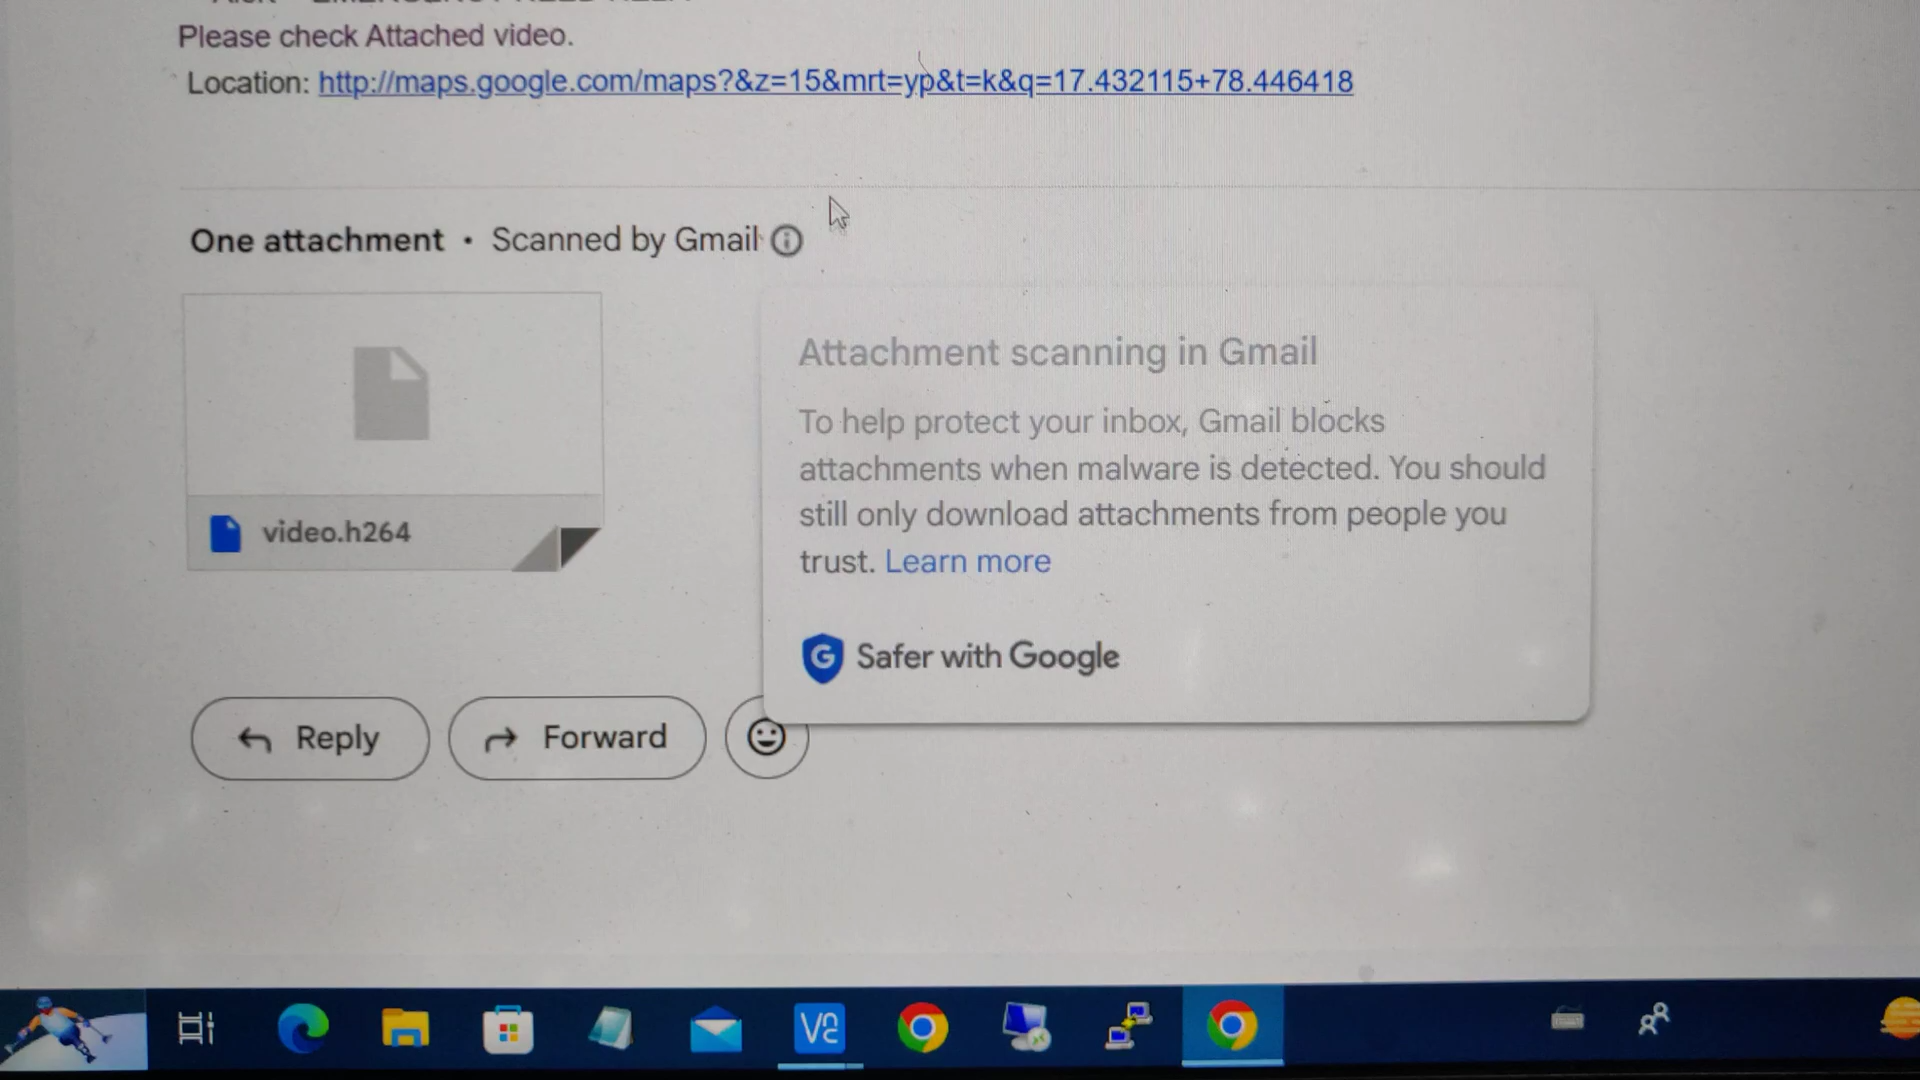 Please check Attached video.
Location: http://maps.google.com/maps?&z=15&mrt=yp&t=k&q=17.432115+78.446418
One attachment • Scanned by Gmail
Attachment scanning in Gmail
To help protect your inbox, Gmail blocks
attachments when malware is detected. You should
still only download attachments from people you
trust. Learn more
video.h264
G Safer with Google
Reply
Forward